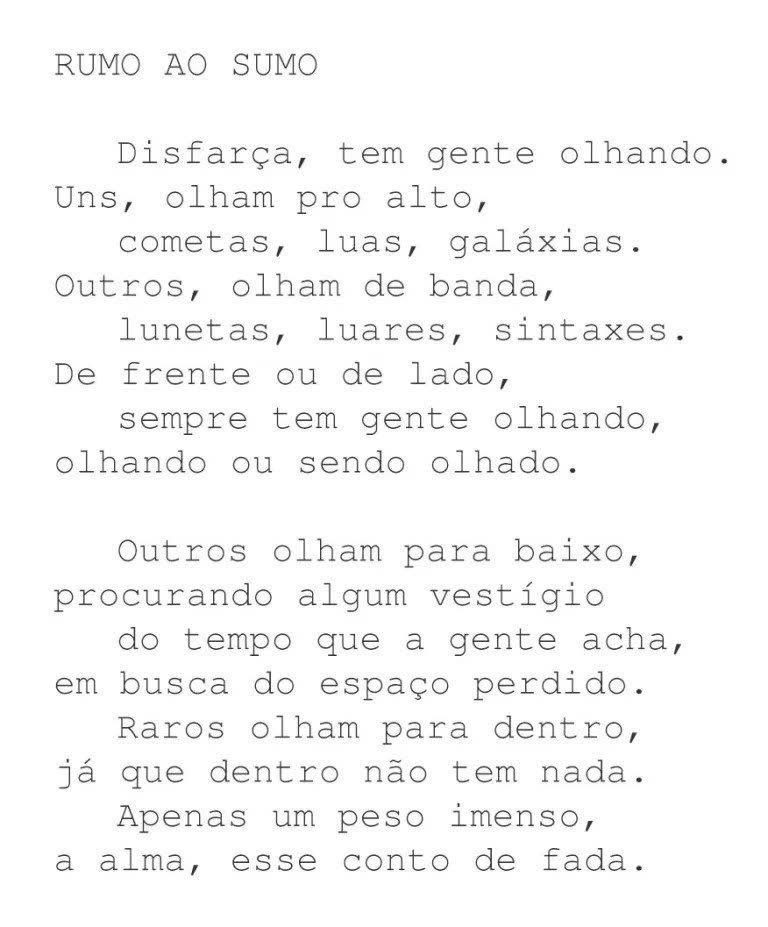 RUMO AO SUMO
Disfarça, tem gente olhando.
Uns, olham pro alto,
cometas, luas, galáxias.
Outros, olham de banda,
lunetas, luares, sintaxes.
De frente ou de lado,
sempre tem gente olhando,
olhando ou sendo olhado.
Outros olham para baixo,
procurando algum vestígio
do tempo que a gente acha,
em busca do espaço perdido.
Raros olham para dentro,
já que dentro não tem nada.
Apenas um peso imenso,
a alma, esse conto de fada.